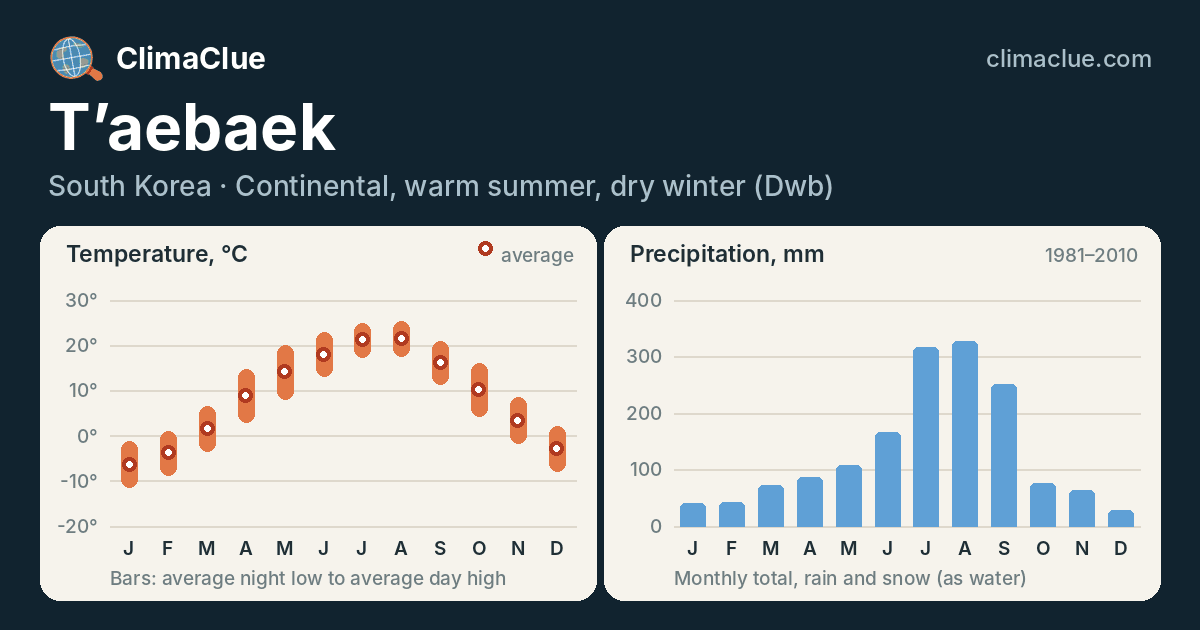 ClimaClue
climaclue.com
T’aebaek
South Korea · Continental, warm summer, dry winter (Dwb)
Temperature, °C
average
30°
20°
10°
0°
-10°
-20°
J F M A M J J A S O N D
Bars: average night low to average day high
Precipitation, mm
1981–2010
400
300
200
100
0
J F M A M J J A S O N D
Monthly total, rain and snow (as water)